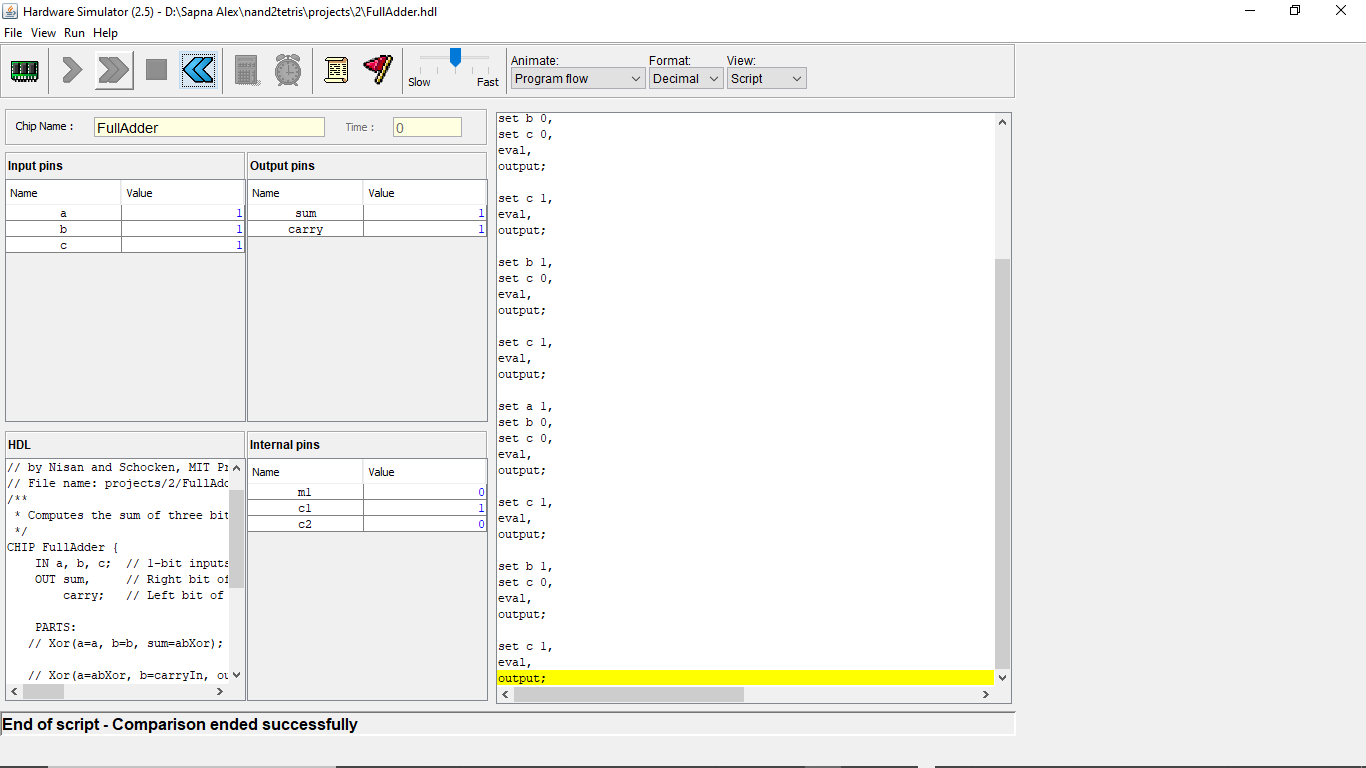 Hardware Simulator (2.5) - D:\Sapna Alex\nand2tetris\projects\2\FullAdder.hdl
File View Run Help
Slow Fast
Animate: Format: View:
Program flow Decimal Script
Chip Name : FullAdder Time : 0
Input pins
Name Value
a 1
b 1
c 1
Output pins
Name Value
sum 1
carry 1
HDL
// by Nisan and Schocken, MIT Pr
// File name: projects/2/FullAdd
/**
* Computes the sum of three bit
*/
CHIP FullAdder {
IN a, b, c; // 1-bit inputs
OUT sum, // Right bit of
carry; // Left bit of
PARTS:
// Xor(a=a, b=b, sum=abXor);
// Xor(a=abXor, b=carryIn, ou
Internal pins
Name Value
m1 0
c1 1
c2 0
set b 0,
set c 0,
eval,
output;
set c 1,
eval,
output;
set b 1,
set c 0,
eval,
output;
set c 1,
eval,
output;
set a 1,
set b 0,
set c 0,
eval,
output;
set c 1,
eval,
output;
set b 1,
set c 0,
eval,
output;
set c 1,
eval,
output;
End of script - Comparison ended successfully